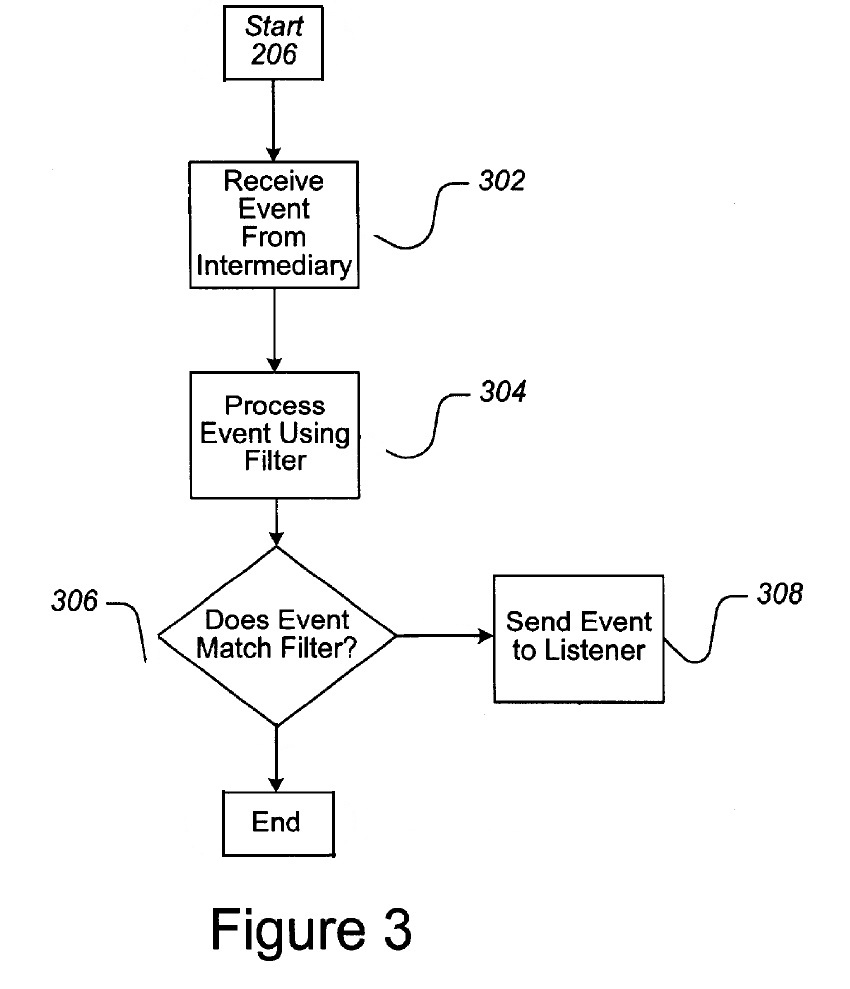 Start
206
Receive
Event
From
Intermediary
302
Process
Event Using
Filter
304
306
Does Event
Match Filter?
Send Event
to Listener
308
End
Figure 3